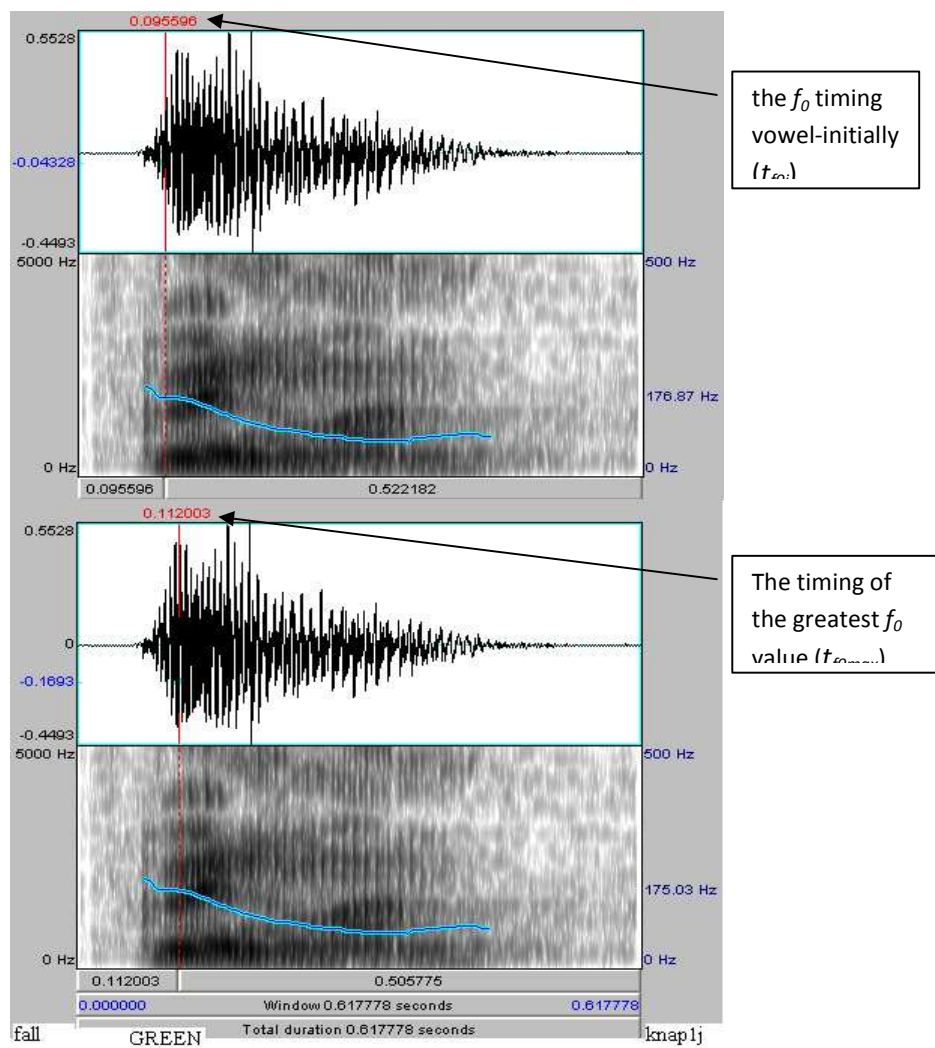 0.095596
0.5528
-0.04328
-0.4493
5000 Hz
500 Hz
176.87 Hz
0 Hz
0 Hz
0.095596
0.522182
the f0 timing
vowel-initially
(tf0i)
0.112003
0.5528
0
-0.1693
-0.4493
5000 Hz
500 Hz
175.03 Hz
0 Hz
0 Hz
0.112003
0.505775
0.000000
Window 0.617778 seconds
0.617778
Total duration 0.617778 seconds
fall
GREEN
knap1j
The timing of
the greatest f0
value (tf0max)